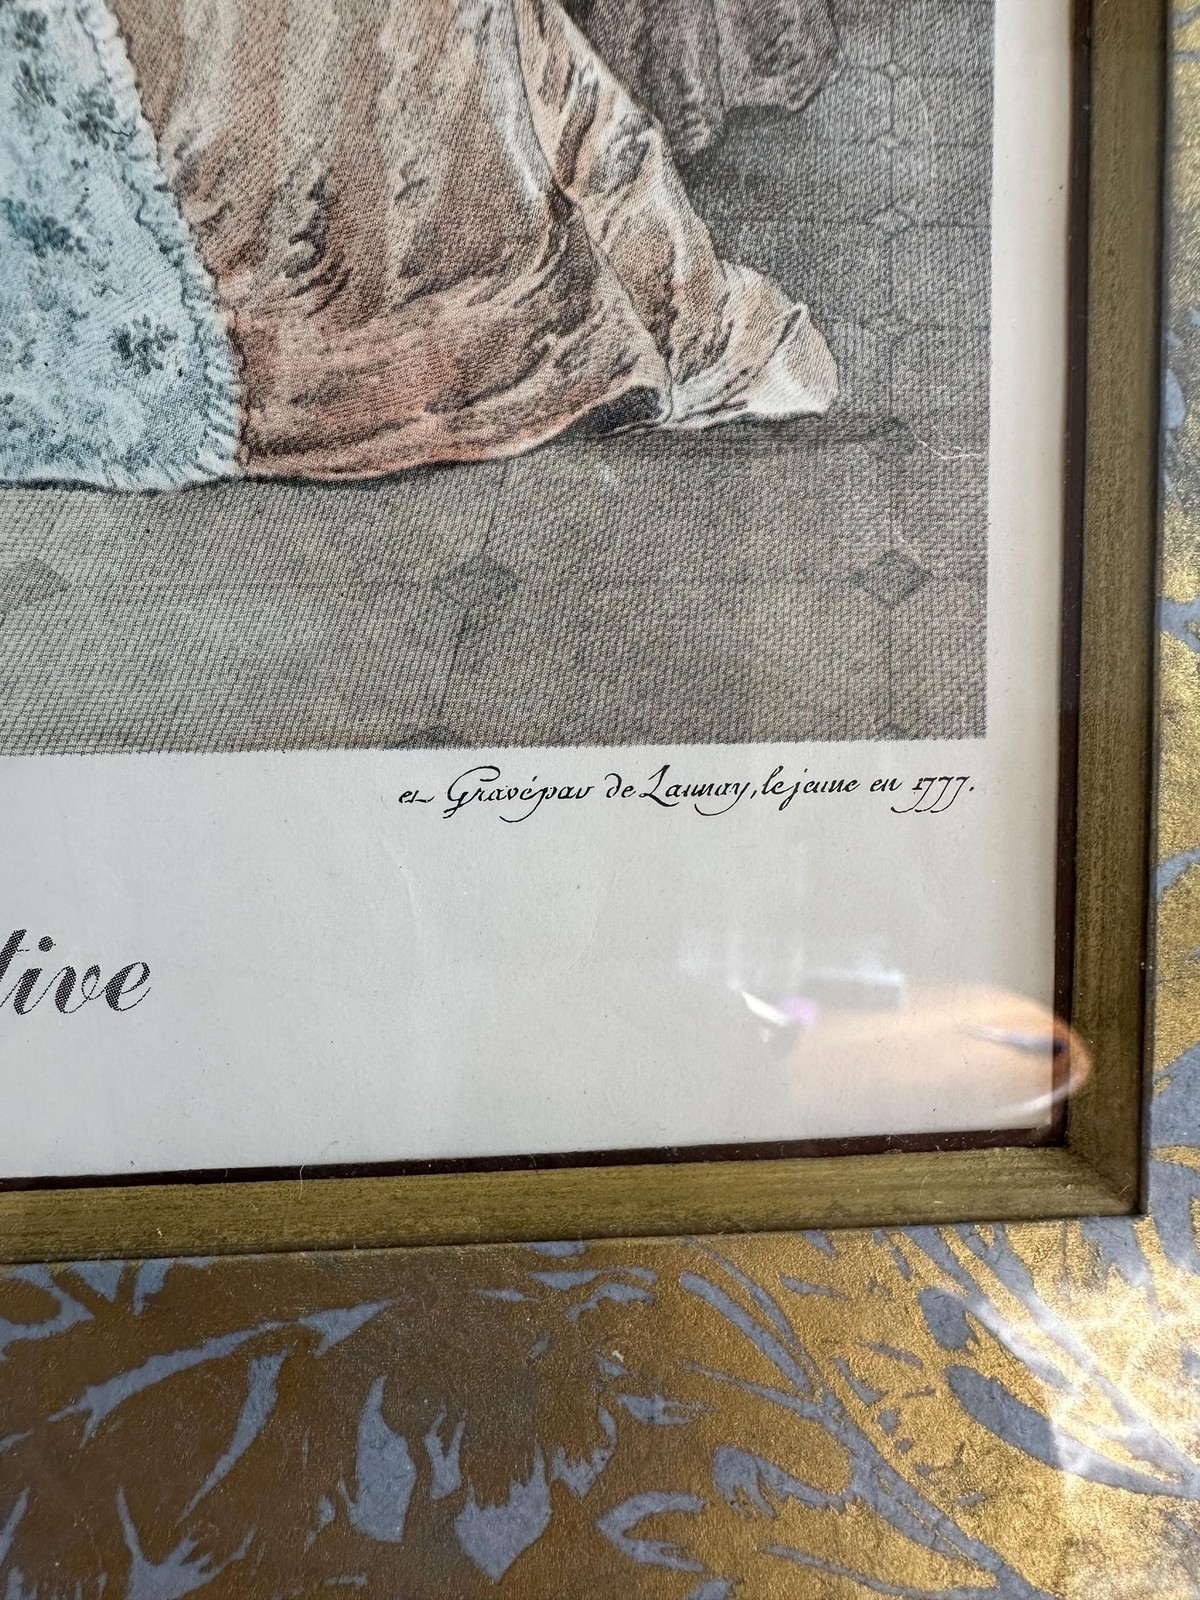 et Gravé par de Launay, le jeune en 1777.
tive